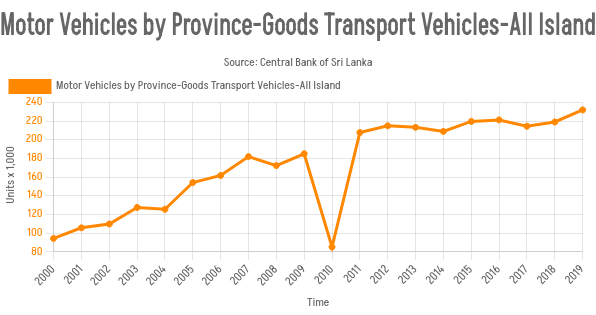 Motor Vehicles by Province-Goods Transport Vehicles-All Island
Source: Central Bank of Sri Lanka
Motor Vehicles by Province-Goods Transport Vehicles-All Island
Units x 1,000
240
220
200
180
160
140
120
100
80
2000 2001 2002 2003 2004 2005 2006 2007 2008 2009 2010 2011 2012 2013 2014 2015 2016 2017 2018 2019
Time